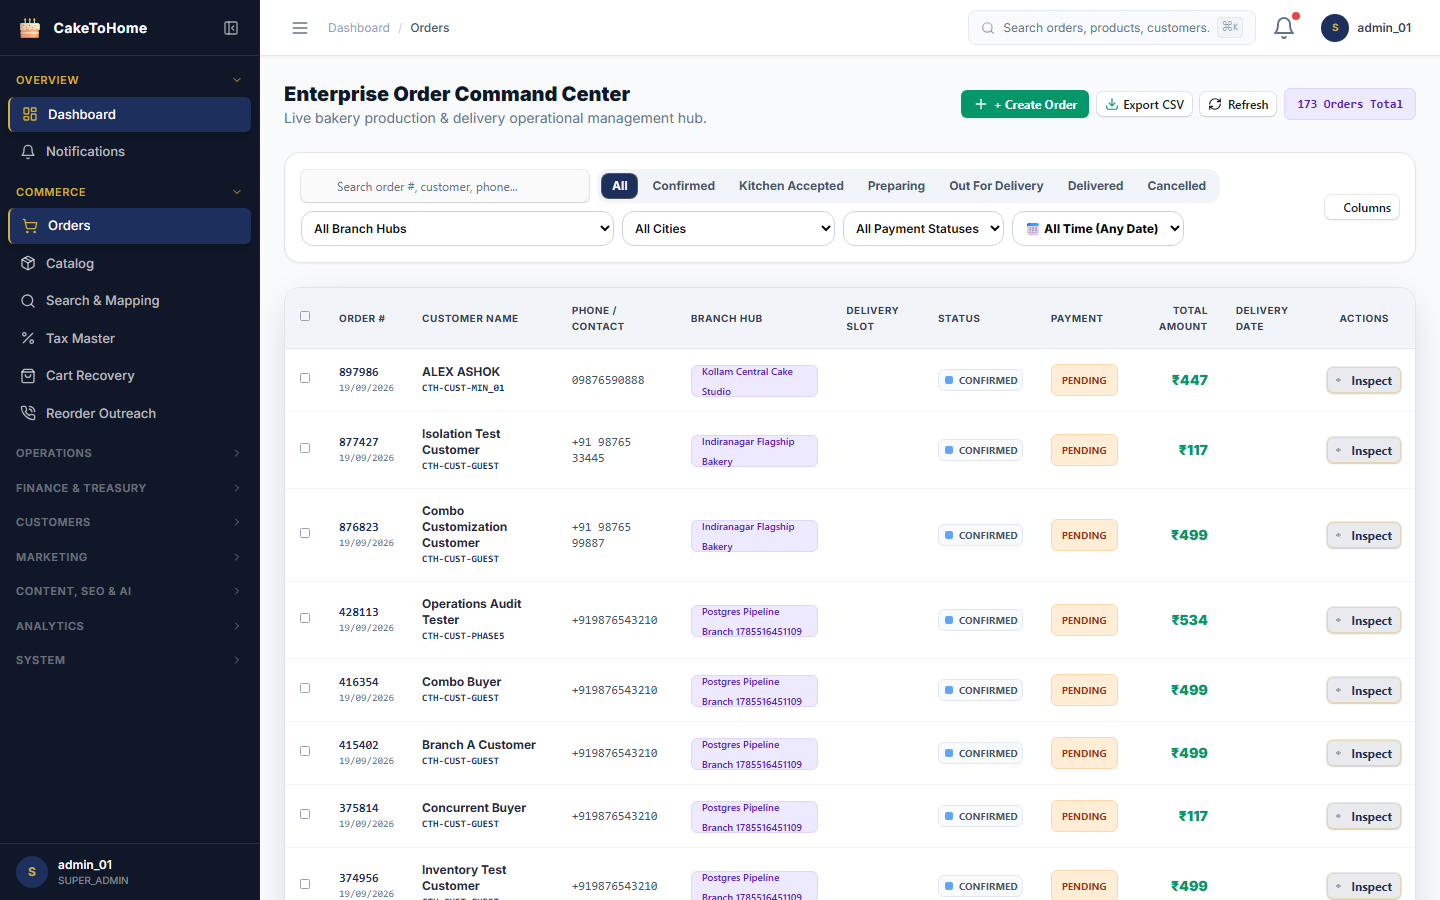 CakeToHome
OVERVIEW
Dashboard
Notifications
COMMERCE
Orders
Catalog
Search & Mapping
Tax Master
Cart Recovery
Reorder Outreach
OPERATIONS
FINANCE & TREASURY
CUSTOMERS
MARKETING
CONTENT, SEO & AI
ANALYTICS
SYSTEM
S
admin_01
SUPER_ADMIN
Dashboard / Orders
Search orders, products, customers. ⌘K
S admin_01
Enterprise Order Command Center
Live bakery production & delivery operational management hub.
+ Create Order
Export CSV
Refresh
173 Orders Total
Search order #, customer, phone...
All Confirmed Kitchen Accepted Preparing Out For Delivery Delivered Cancelled
Columns
All Branch Hubs
All Cities
All Payment Statuses
All Time (Any Date)
ORDER # CUSTOMER NAME PHONE / CONTACT BRANCH HUB DELIVERY SLOT STATUS PAYMENT TOTAL AMOUNT DELIVERY DATE ACTIONS
897986 ALEX ASHOK 09876590888 Kollam Central Cake Studio CONFIRMED PENDING ₹447 Inspect
19/09/2026 CTH-CUST-MIN_01
877427 Isolation Test Customer +91 98765 33445 Indiranagar Flagship Bakery CONFIRMED PENDING ₹117 Inspect
19/09/2026 CTH-CUST-GUEST
876823 Combo Customization Customer +91 98765 99887 Indiranagar Flagship Bakery CONFIRMED PENDING ₹499 Inspect
19/09/2026 CTH-CUST-GUEST
428113 Operations Audit Tester +919876543210 Postgres Pipeline Branch 1785516451109 CONFIRMED PENDING ₹534 Inspect
19/09/2026 CTH-CUST-PHASE5
416354 Combo Buyer +919876543210 Postgres Pipeline Branch 1785516451109 CONFIRMED PENDING ₹499 Inspect
19/09/2026 CTH-CUST-GUEST
415402 Branch A Customer +919876543210 Postgres Pipeline Branch 1785516451109 CONFIRMED PENDING ₹499 Inspect
19/09/2026 CTH-CUST-GUEST
375814 Concurrent Buyer +919876543210 Postgres Pipeline Branch 1785516451109 CONFIRMED PENDING ₹117 Inspect
19/09/2026 CTH-CUST-GUEST
374956 Inventory Test Customer +919876543210 Postgres Pipeline Branch 1785516451109 CONFIRMED PENDING ₹499 Inspect
19/09/2026